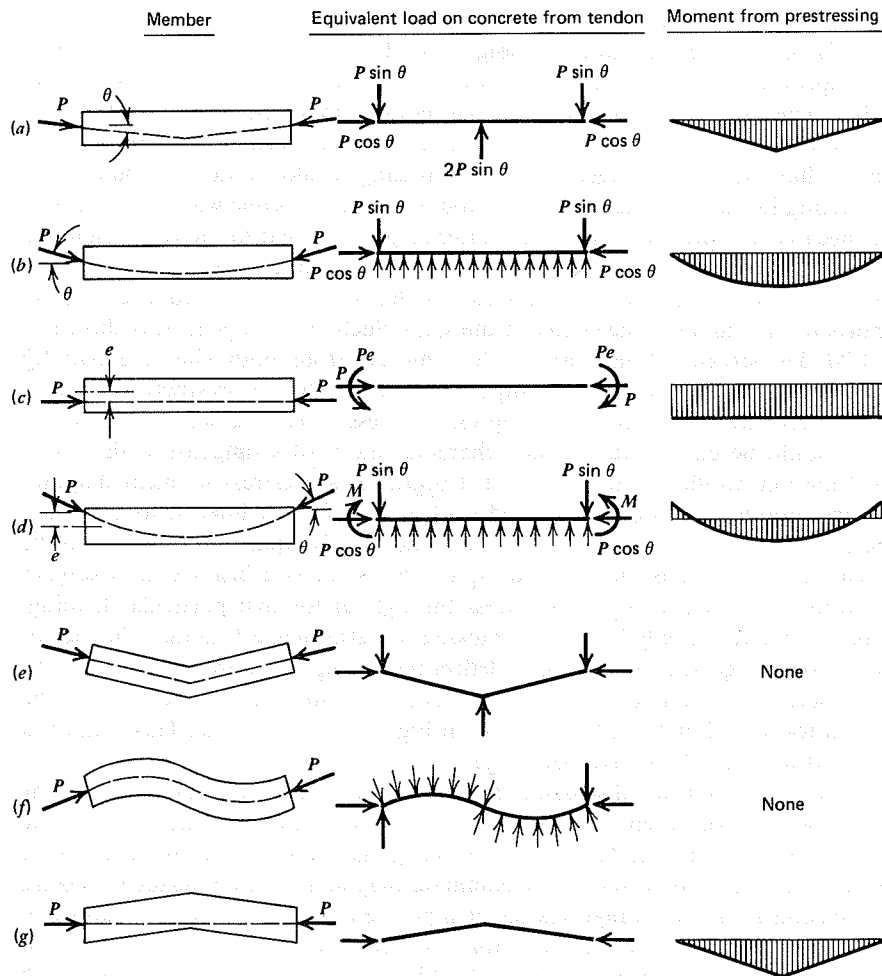 Member Equivalent load on concrete from tendon Moment from prestressing
P sin θ P sin θ
θ
P P
(a)
P cos θ P cos θ
2P sin θ
P sin θ P sin θ
P P
(b)
θ P cos θ P cos θ
e Pe Pe
P
(c) P P P
P sin θ P sin θ
P P
M M
(d)
e θ P cos θ P cos θ
P P
(e) None
P
P
(f) None
P P
(g)